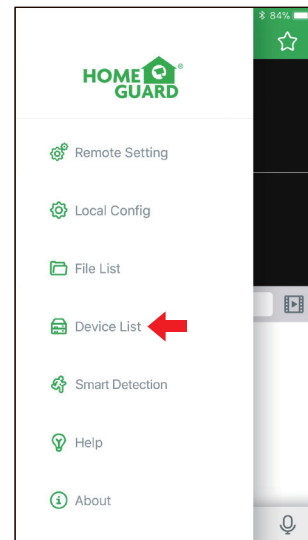 84%
HOME
GUARD®
Remote Setting
Local Config
File List
Device List
Smart Detection
Help
About